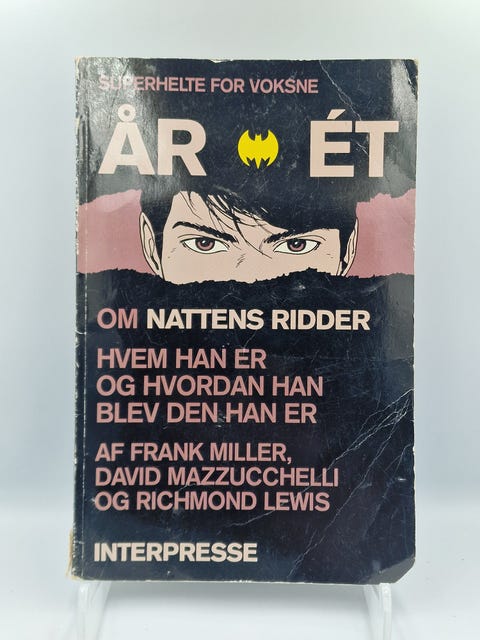 SUPERHELTE FOR VOKSNE
ÅR ÉT
OM NATTENS RIDDER
HVEM HAN ER
OG HVORDAN HAN
BLEV DEN HAN ER
AF FRANK MILLER,
DAVID MAZZUCCHELLI
OG RICHMOND LEWIS
INTERPRESSE